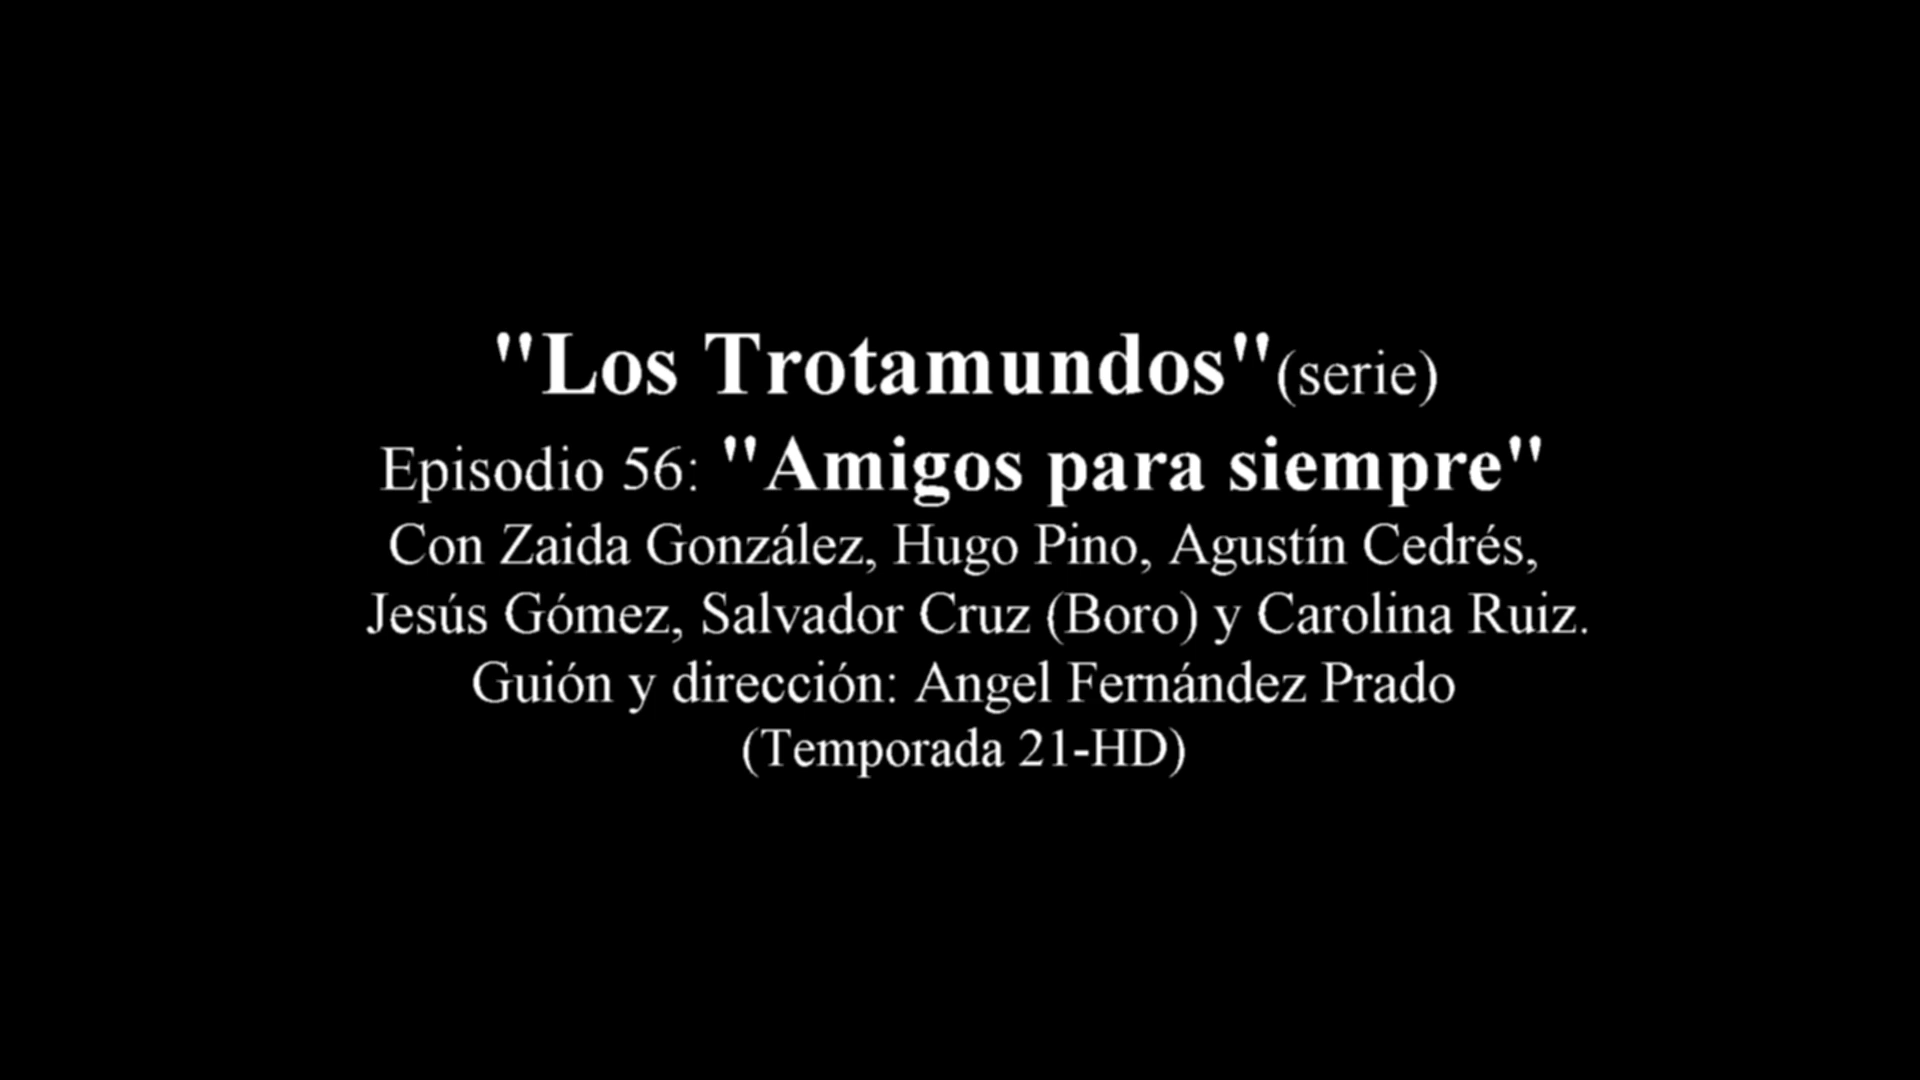 "Los Trotamundos"(serie)
Episodio 56: "Amigos para siempre"
Con Zaida González, Hugo Pino, Agustín Cedrés,
Jesús Gómez, Salvador Cruz (Boro) y Carolina Ruiz.
Guión y dirección: Angel Fernández Prado
(Temporada 21-HD)